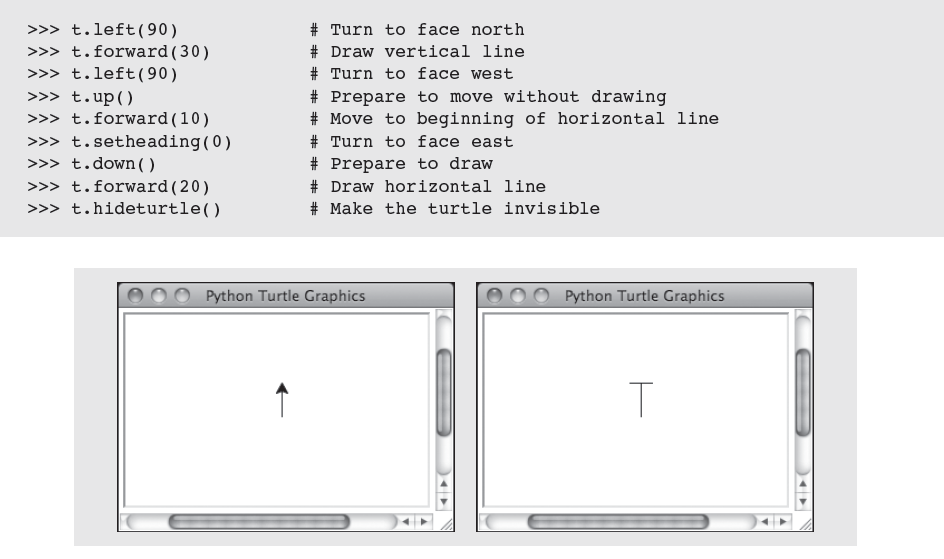 >>> t.left(90) # Turn to face north
>>> t.forward(30) # Draw vertical line
>>> t.left(90) # Turn to face west
>>> t.up() # Prepare to move without drawing
>>> t.forward(10) # Move to beginning of horizontal line
>>> t.setheading(0) # Turn to face east
>>> t.down() # Prepare to draw
>>> t.forward(20) # Draw horizontal line
>>> t.hideturtle() # Make the turtle invisible
Python Turtle Graphics
Python Turtle Graphics